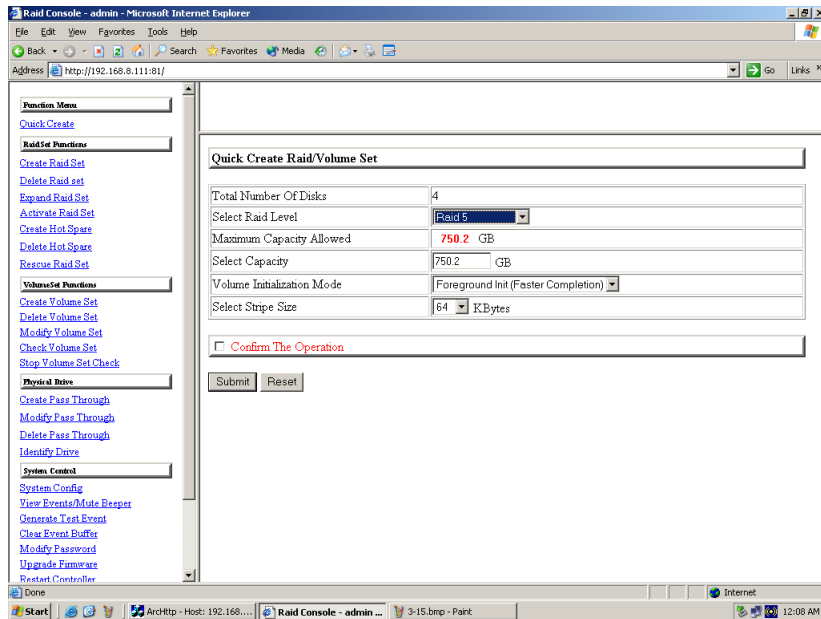 Raid Console - admin - Microsoft Internet Explorer
File Edit View Favorites Tools Help
Back Search Favorites Media
Address http://192.168.8.111:81/ Go Links »
Function Menu
Quick Create
RaidSet Functions
Create Raid Set
Delete Raid set
Expand Raid Set
Activate Raid Set
Create Hot Spare
Delete Hot Spare
Rescue Raid Set
VolumeSet Functions
Create Volume Set
Delete Volume Set
Modify Volume Set
Check Volume Set
Stop Volume Set Check
Physical Drive
Create Pass Through
Modify Pass Through
Delete Pass Through
Identify Drive
System Control
System Config
View Events/Mute Beeper
Generate Test Event
Clear Event Buffer
Modify Password
Upgrade Firmware
Restart Controller
Quick Create Raid/Volume Set
Total Number Of Disks 4
Select Raid Level Raid 5
Maximum Capacity Allowed 750.2 GB
Select Capacity 750.2 GB
Volume Initialization Mode Foreground Init (Faster Completion)
Select Stripe Size 64 KBytes
Confirm The Operation
Submit Reset
Done Internet
Start ArcHttp - Host: 192.168.... Raid Console - admin ... 3-15.bmp - Paint 12:08 AM